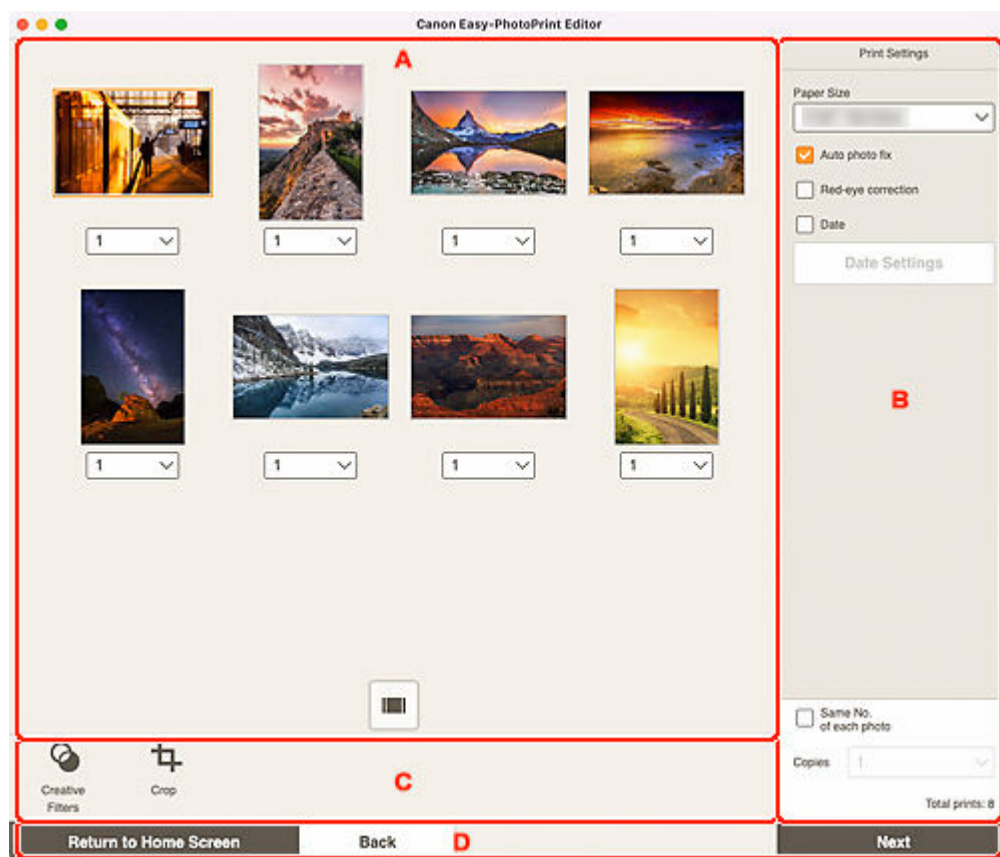 Canon Easy-PhotoPrint Editor
A
Print Settings
Paper Size
Auto photo fix
Red-eye correction
Date
Date Settings
1
1
1
1
B
1
1
1
1
Same No.
of each photo
Copies 1
Total prints: 8
Creative
Filters
Crop
C
Return to Home Screen
Back
D
Next